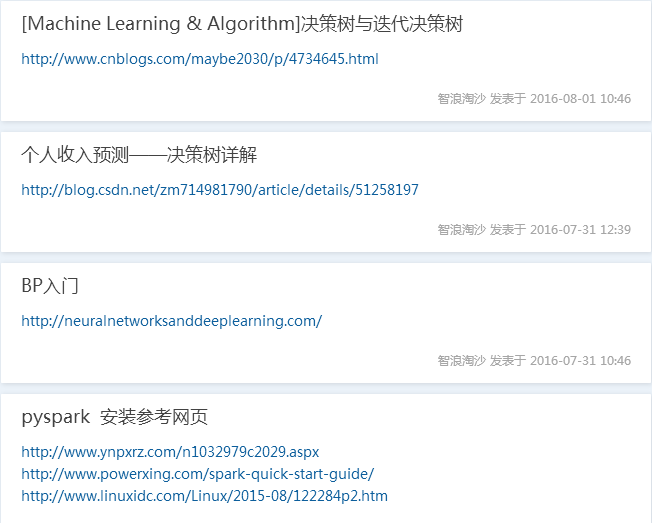 [Machine Learning & Algorithm]决策树与迭代决策树
http://www.cnblogs.com/maybe2030/p/4734645.html
智浪淘沙 发表于 2016-08-01 10:46
个人收入预测——决策树详解
http://blog.csdn.net/zm714981790/article/details/51258197
智浪淘沙 发表于 2016-07-31 12:39
BP入门
http://neuralnetworksanddeeplearning.com/
智浪淘沙 发表于 2016-07-31 10:46
pyspark 安装参考网页
http://www.ynpxrz.com/n1032979c2029.aspx
http://www.powerxing.com/spark-quick-start-guide/
http://www.linuxidc.com/Linux/2015-08/122284p2.htm